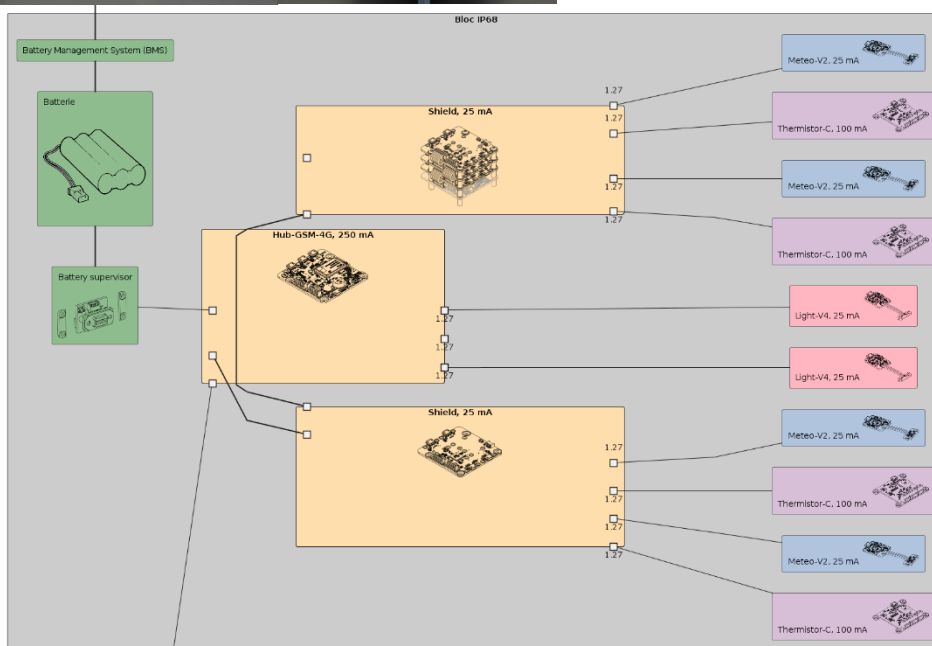 Bloc IP68
Battery Management System (BMS)
Batterie
Battery supervisor
Shield, 25 mA
1.27
1.27
1.27
1.27
Hub-GSM-4G, 250 mA
1.27
1.27
1.27
Shield, 25 mA
1.27
1.27
1.27
1.27
Meteo-V2, 25 mA
Thermistor-C, 100 mA
Meteo-V2, 25 mA
Thermistor-C, 100 mA
Light-V4, 25 mA
Light-V4, 25 mA
Meteo-V2, 25 mA
Thermistor-C, 100 mA
Meteo-V2, 25 mA
Thermistor-C, 100 mA